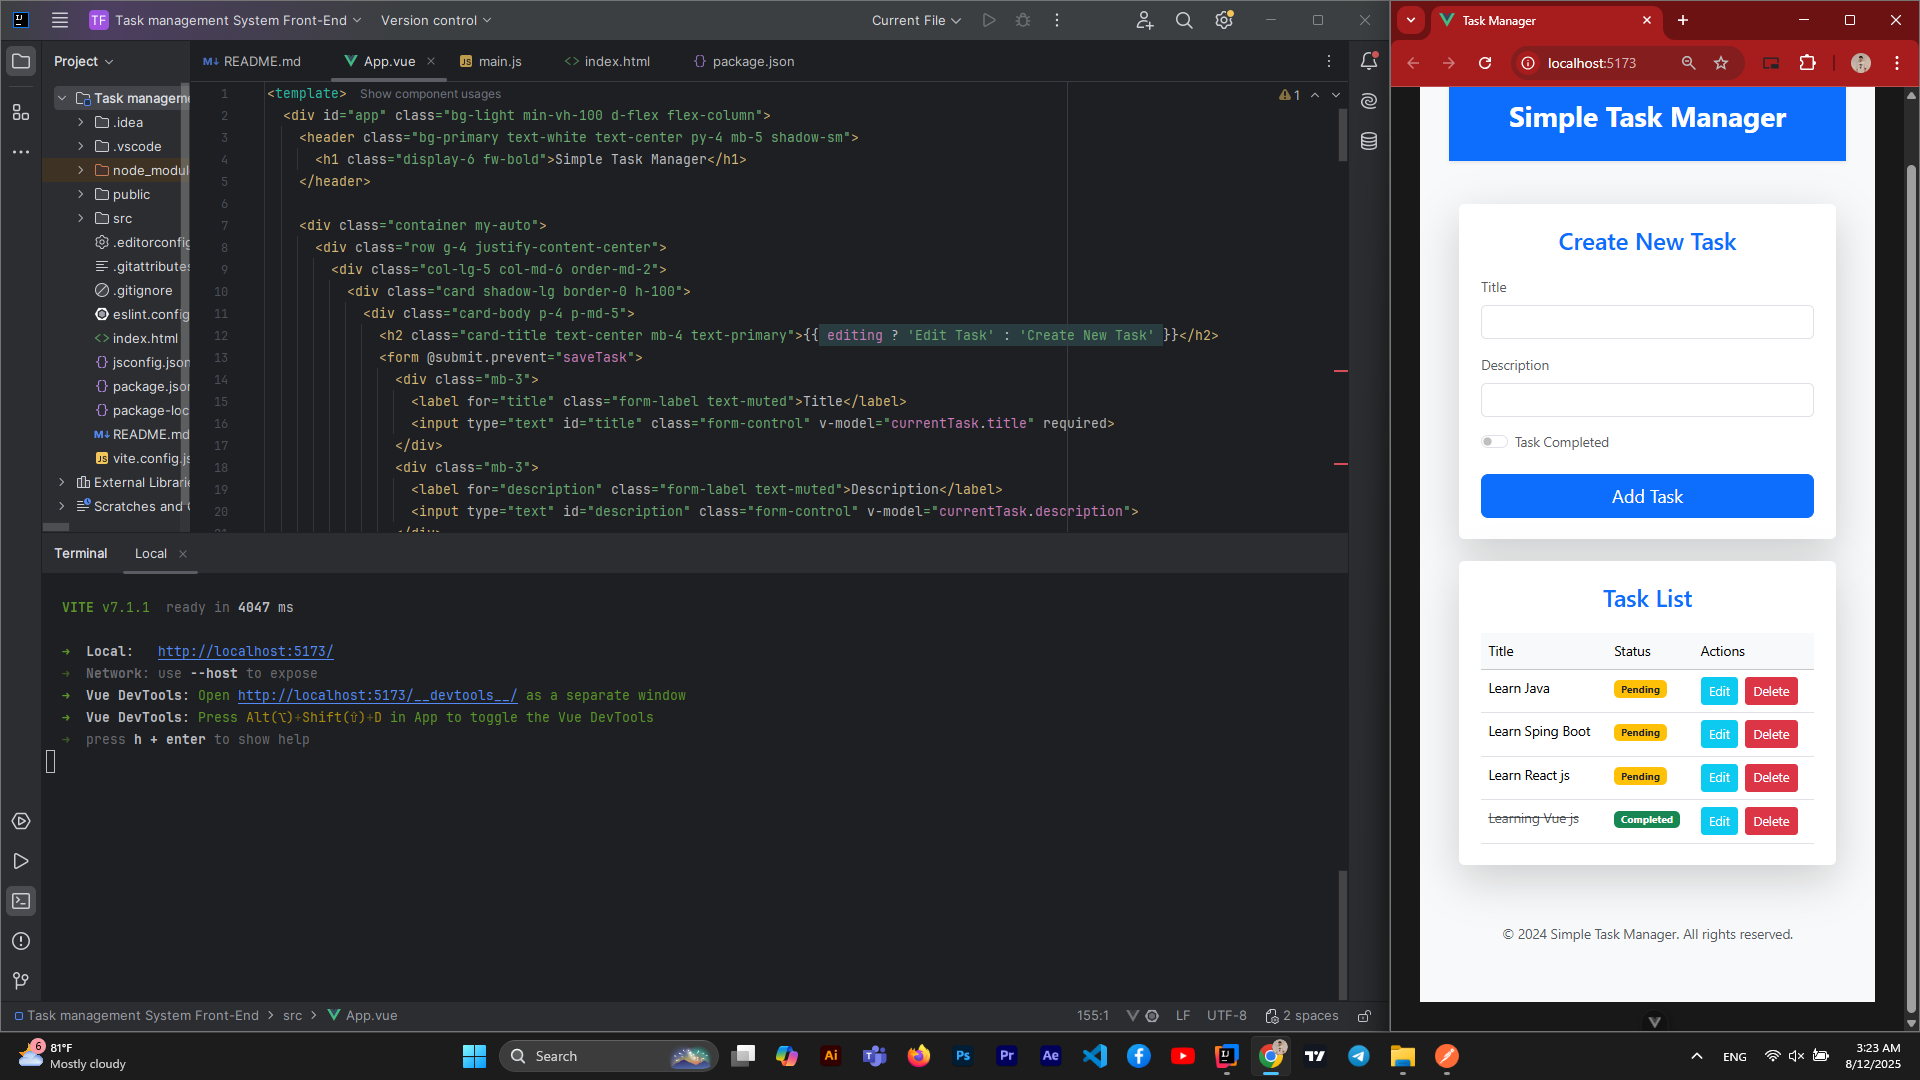 TF Task management System Front-End
Version control
Current File
Project
README.md
App.vue
main.js
index.html
package.json
Task managem
.idea
.vscode
node_modul
public
src
.editorconfig
.gitattributes
.gitignore
eslint.config
index.html
jsconfig.json
package.jsor
package-loc
README.md
vite.config.js
External Librarie
Scratches and C
1 <template> Show component usages
2 <div id="app" class="bg-light min-vh-100 d-flex flex-column">
3 <header class="bg-primary text-white text-center py-4 mb-5 shadow-sm">
4 <h1 class="display-6 fw-bold">Simple Task Manager</h1>
5 </header>
6
7 <div class="container my-auto">
8 <div class="row g-4 justify-content-center">
9 <div class="col-lg-5 col-md-6 order-md-2">
10 <div class="card shadow-lg border-0 h-100">
11 <div class="card-body p-4 p-md-5">
12 <h2 class="card-title text-center mb-4 text-primary">{{ editing ? 'Edit Task' : 'Create New Task' }}</h2>
13 <form @submit.prevent="saveTask">
14 <div class="mb-3">
15 <label for="title" class="form-label text-muted">Title</label>
16 <input type="text" id="title" class="form-control" v-model="currentTask.title" required>
17 </div>
18 <div class="mb-3">
19 <label for="description" class="form-label text-muted">Description</label>
20 <input type="text" id="description" class="form-control" v-model="currentTask.description">
1
Terminal
Local
VITE v7.1.1 ready in 4047 ms
➜ Local: http://localhost:5173/
➜ Network: use --host to expose
➜ Vue DevTools: Open http://localhost:5173/__devtools__/ as a separate window
➜ Vue DevTools: Press Alt(⌥)+Shift(⇧)+D in App to toggle the Vue DevTools
➜ press h + enter to show help
Task management System Front-End > src > App.vue
155:1
LF
UTF-8
2 spaces
Task Manager
localhost:5173
Simple Task Manager
Create New Task
Title
Description
Task Completed
Add Task
Task List
Title Status Actions
Learn Java Pending Edit Delete
Learn Sping Boot Pending Edit Delete
Learn React js Pending Edit Delete
Learning Vue js Completed Edit Delete
© 2024 Simple Task Manager. All rights reserved.
6
81°F
Mostly cloudy
Search
Ai
Ps
Pr
Ae
ENG
3:23 AM
8/12/2025